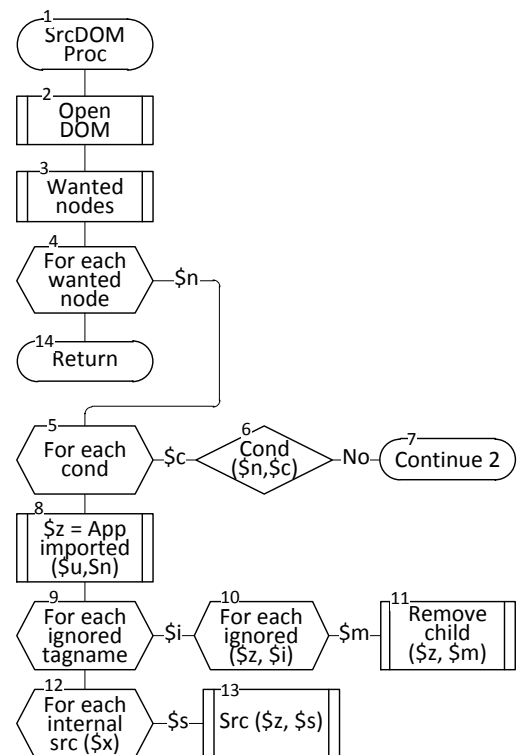 1
SrcDOM
Proc
2
Open
DOM
3
Wanted
nodes
4
For each
wanted
node
$n
14
Return
5
For each
cond
$c
6
Cond
($n,$c)
No
7
Continue 2
8
$z = App
imported
($u,Sn)
9
For each
ignored
tagname
$i
10
For each
ignored
($z, $i)
$m
11
Remove
child
($z, $m)
12
For each
internal
src ($x)
$s
13
Src ($z, $s)